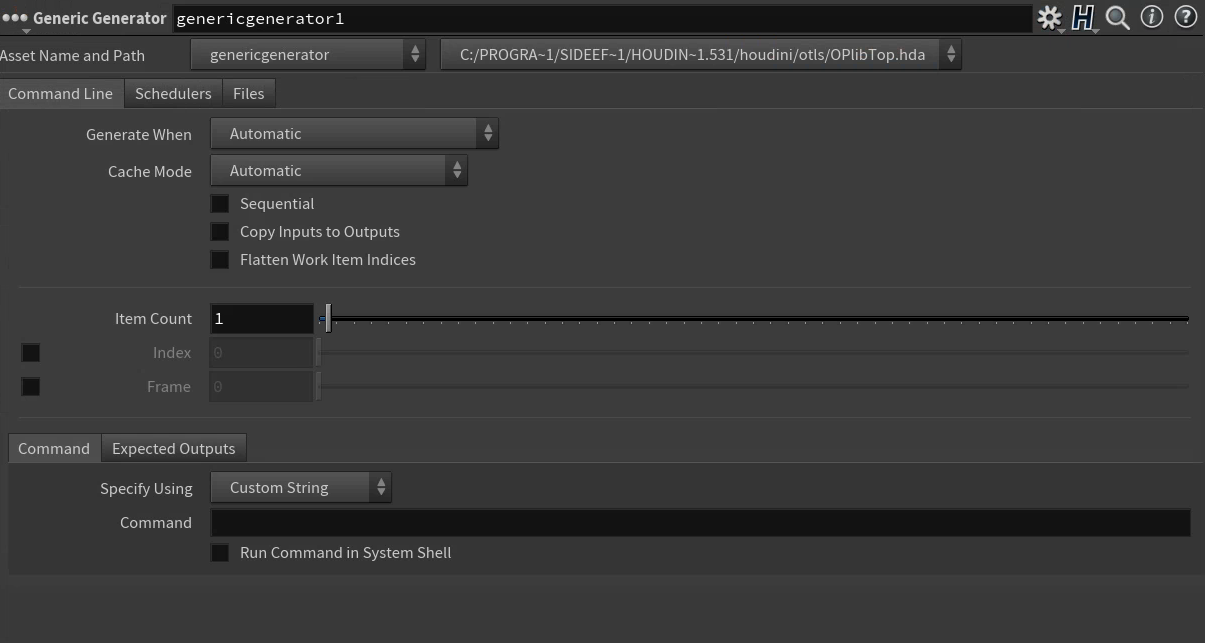 Generic Generator genericgenerator1
Asset Name and Path genericgenerator C:/PROGRA~1/SIDEEF~1/HOUDIN~1.531/houdini/otls/OPlibTop.hda
Command Line Schedulers Files
Generate When Automatic
Cache Mode Automatic
Sequential
Copy Inputs to Outputs
Flatten Work Item Indices
Item Count 1
Index 0
Frame 0
Command Expected Outputs
Specify Using Custom String
Command
Run Command in System Shell